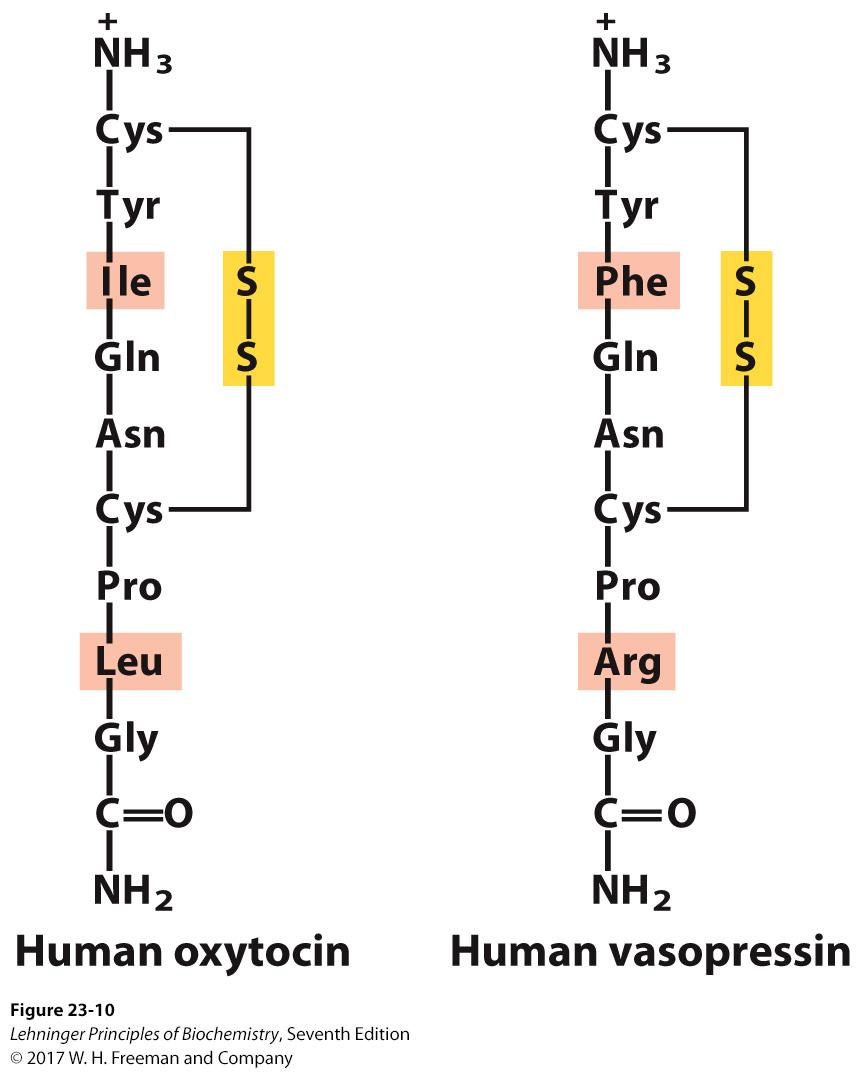 + +
NH3 NH3
Cys Cys
Tyr Tyr
Ile S Phe S
Gln S Gln S
Asn Asn
Cys Cys
Pro Pro
Leu Arg
Gly Gly
C=O C=O
NH2 NH2
Human oxytocin Human vasopressin
Figure 23-10
Lehninger Principles of Biochemistry, Seventh Edition
© 2017 W. H. Freeman and Company